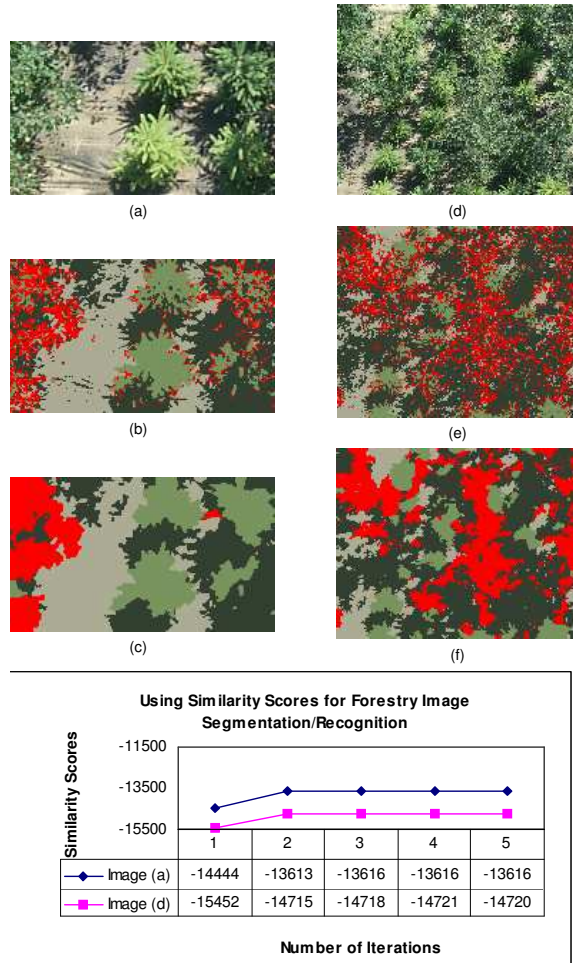 (a)
(d)
(b)
(e)
(c)
(f)
Using Similarity Scores for Forestry Image
Segmentation/Recognition
Similarity Scores
-11500
-13500
-15500
1 2 3 4 5
Image (a) -14444 -13613 -13616 -13616 -13616
Image (d) -15452 -14715 -14718 -14721 -14720
Number of Iterations